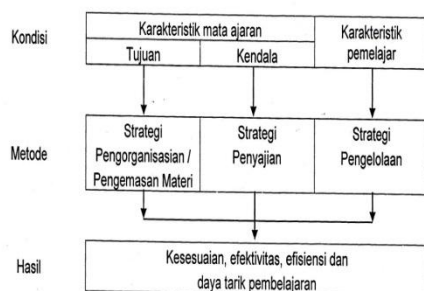 Kondisi
Karakteristik mata ajaran
Karakteristik
pemelajar
Tujuan
Kendala
Metode
Strategi
Pengorganisasian /
Pengemasan Materi
Strategi
Penyajian
Strategi
Pengelolaan
Hasil
Kesesuaian, efektivitas, efisiensi dan
daya tarik pembelajaran